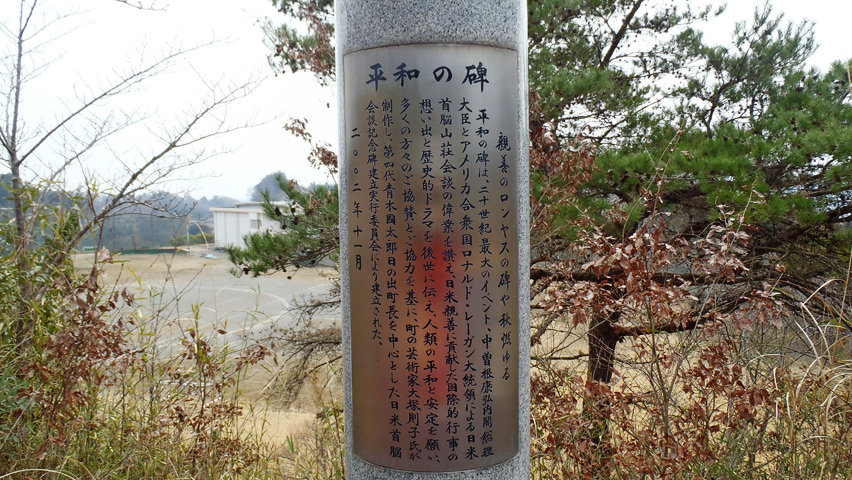 平和の碑
親善のロンヤスの碑や秋燃ゆる
平和の碑は、二十世紀最大のイベント、中曽根康弘内閣総理
大臣とアメリカ合衆国ロナルド・レーガン大統領による日米
首脳山荘会談の偉業を讃え、日米親善に貢献した国際的行事の
想い出と歴史的ドラマを後世に伝え、人類の平和と安定を願い、
多くの方々のご協賛とご協力を基に、町の芸術家大塚則子氏が
制作し、第四代青木國太郎日の出町長を中心とした日米首脳
会談記念碑建立実行委員会により建立された。
二〇〇二年十一月